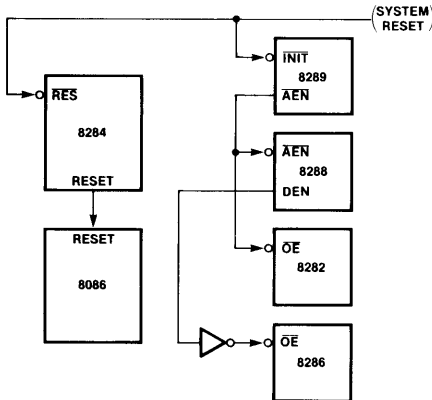 (SYSTEM
RESET)
RES
8284
RESET
RESET
8086
INIT
8289
AEN
AEN
8288
DEN
OE
8282
OE
8286